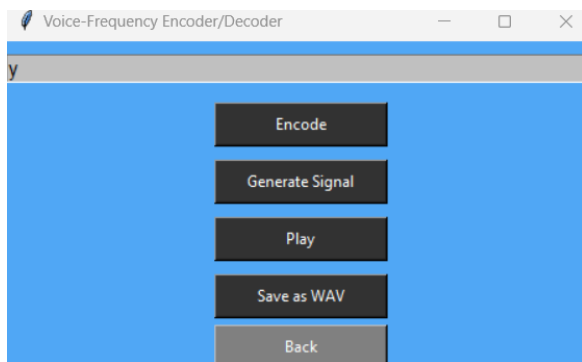 Voice-Frequency Encoder/Decoder
y
Encode
Generate Signal
Play
Save as WAV
Back